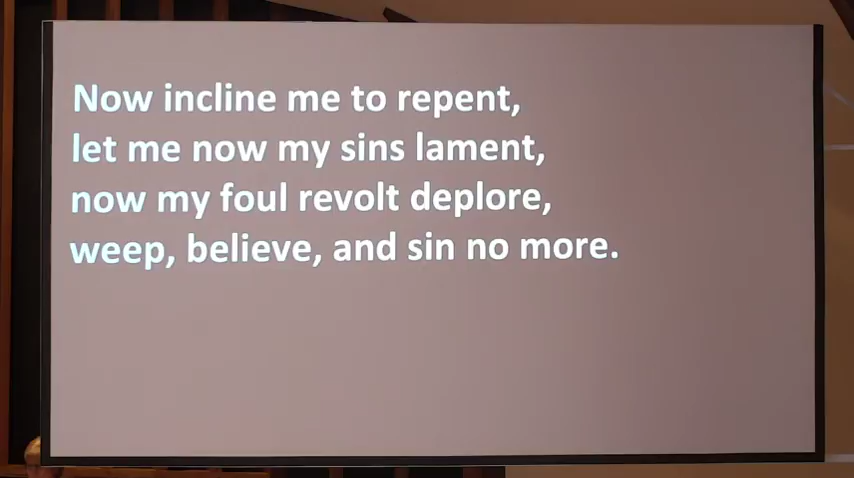 Now incline me to repent,
let me now my sins lament,
now my foul revolt deplore,
weep, believe, and sin no more.